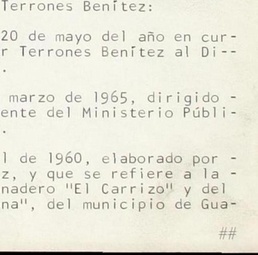 Terrones Benítez:
20 de mayo del año en cur-
r Terrones Benítez al Di--
.
marzo de 1965, dirigido -
ente del Ministerio Públi-
.
l de 1960, elaborado por -
z, y que se refiere a la -
nadero "El Carrizo" y del
na", del municipio de Gua-
##